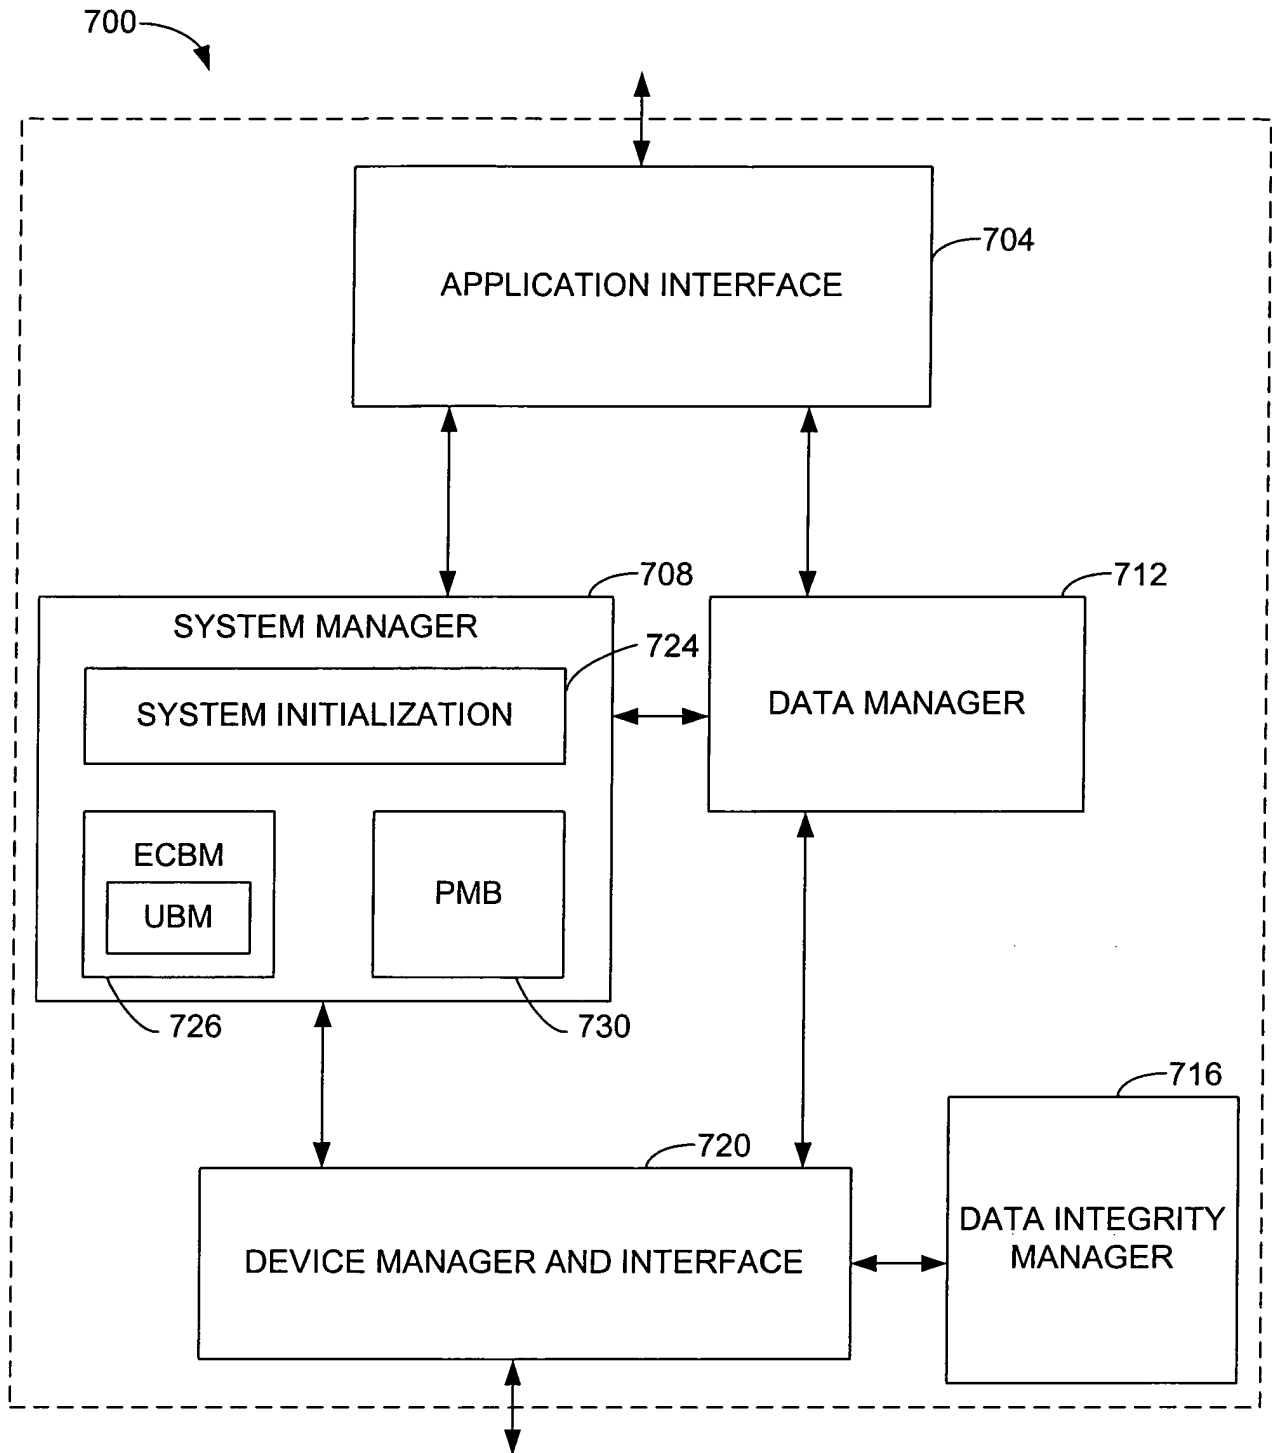 700
704
APPLICATION INTERFACE
708
712
SYSTEM MANAGER
724
SYSTEM INITIALIZATION
DATA MANAGER
ECBM
UBM
PMB
726
730
716
720
DATA INTEGRITY
MANAGER
DEVICE MANAGER AND INTERFACE